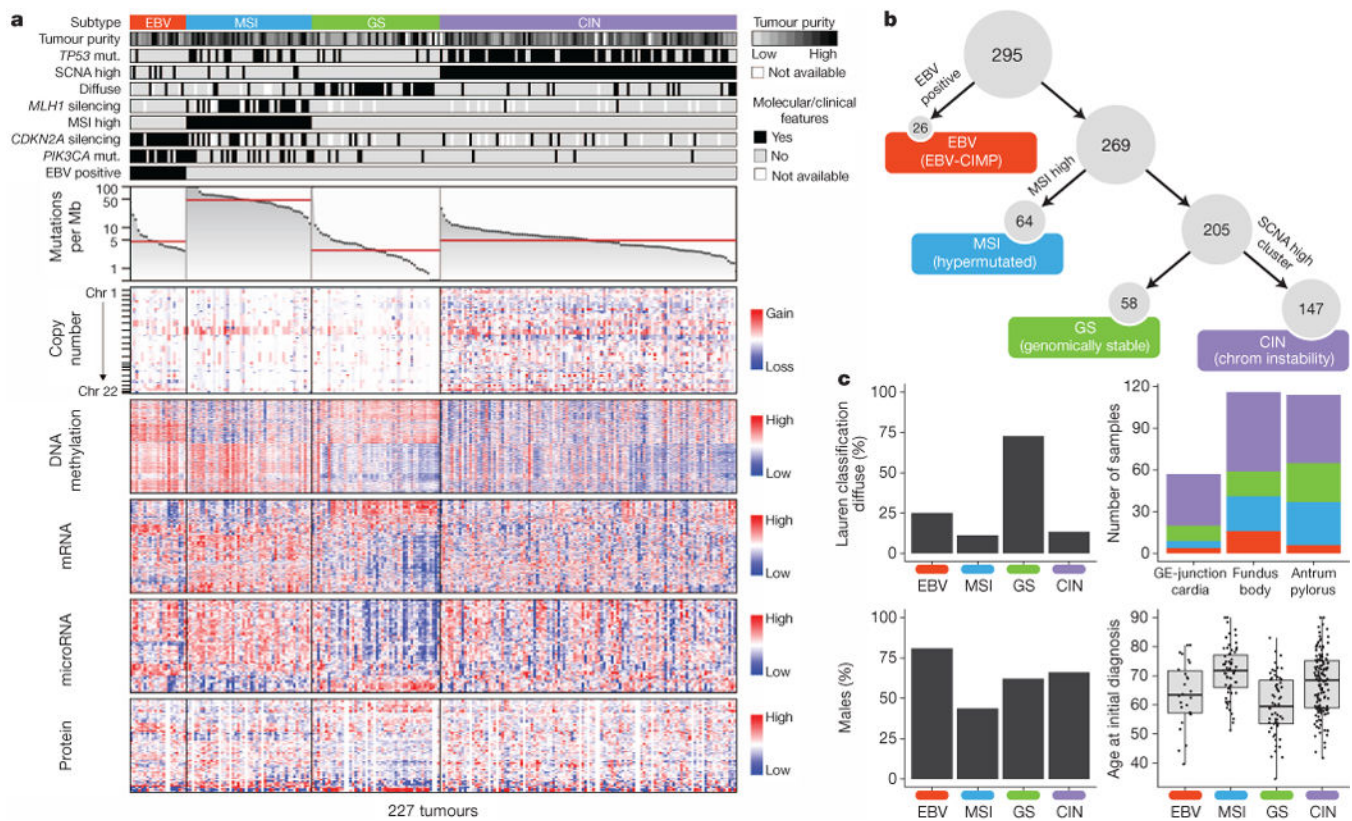 a
Subtype
EBV
MSI
GS
CIN
Tumour purity
TP53 mut.
SCNA high
Diffuse
MLH1 silencing
MSI high
CDKN2A silencing
PIK3CA mut.
EBV positive
Tumour purity
Low High
Not available
Molecular/clinical
features
Yes
No
Not available
Mutations
per Mb
100
50
10
5
1
Chr 1
Copy
number
Chr 22
Gain
Loss
DNA
methylation
High
Low
mRNA
High
Low
microRNA
High
Low
Protein
High
Low
227 tumours
b
295
EBV
positive
26
EBV
(EBV-CIMP)
269
MSI high
64
MSI
(hypermutated)
205
SCNA high
cluster
58
GS
(genomically stable)
147
CIN
(chrom instability)
c
Lauren classification
diffuse (%)
100
75
50
25
0
EBV MSI GS CIN
Number of samples
120
90
60
30
0
GE-junction
cardia
Fundus
body
Antrum
pylorus
Males (%)
100
75
50
25
0
EBV MSI GS CIN
Age at initial diagnosis
90
80
70
60
50
40
EBV MSI GS CIN